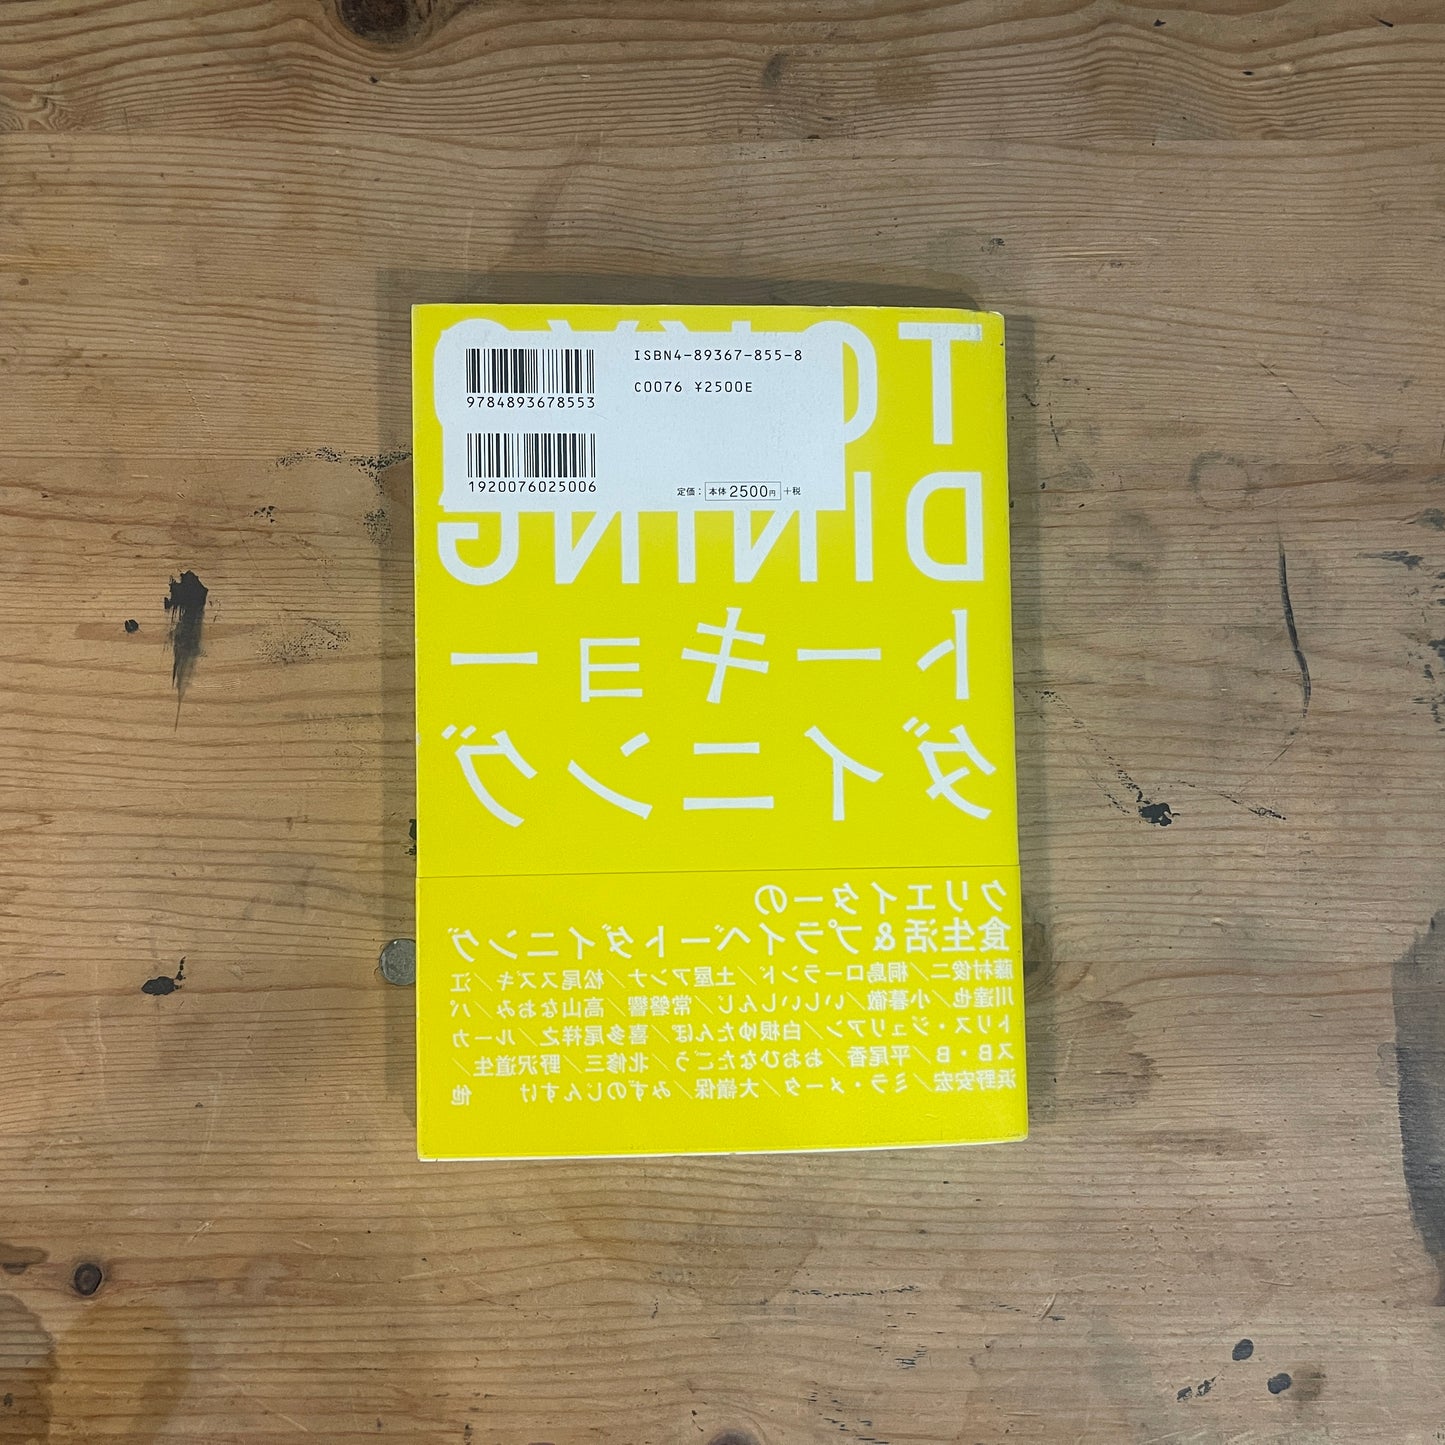 ISBN4-89367-855-8
C0076 ¥2500E
9784893678553
1920076025006
定価：本体2500円+税
TOKYO
DINING
トーキョー
ダイニング
クリエイターの
食生活&プライベートダイニング
藤村俊二／桐島ローランド／土屋アンナ／松尾スズキ／江
川達也／小暮徹／いしいしんじ／常磐響／高山なおみ／パ
トリス・ジュリアン／白根ゆたんぽ／喜多尾祥之／ルーカ
スB・B／平尾香／おおひなたごう／北修三／野沢道生／
浜野安宏／ミラ・メータ／大嶺保／みずのじんすけ　他